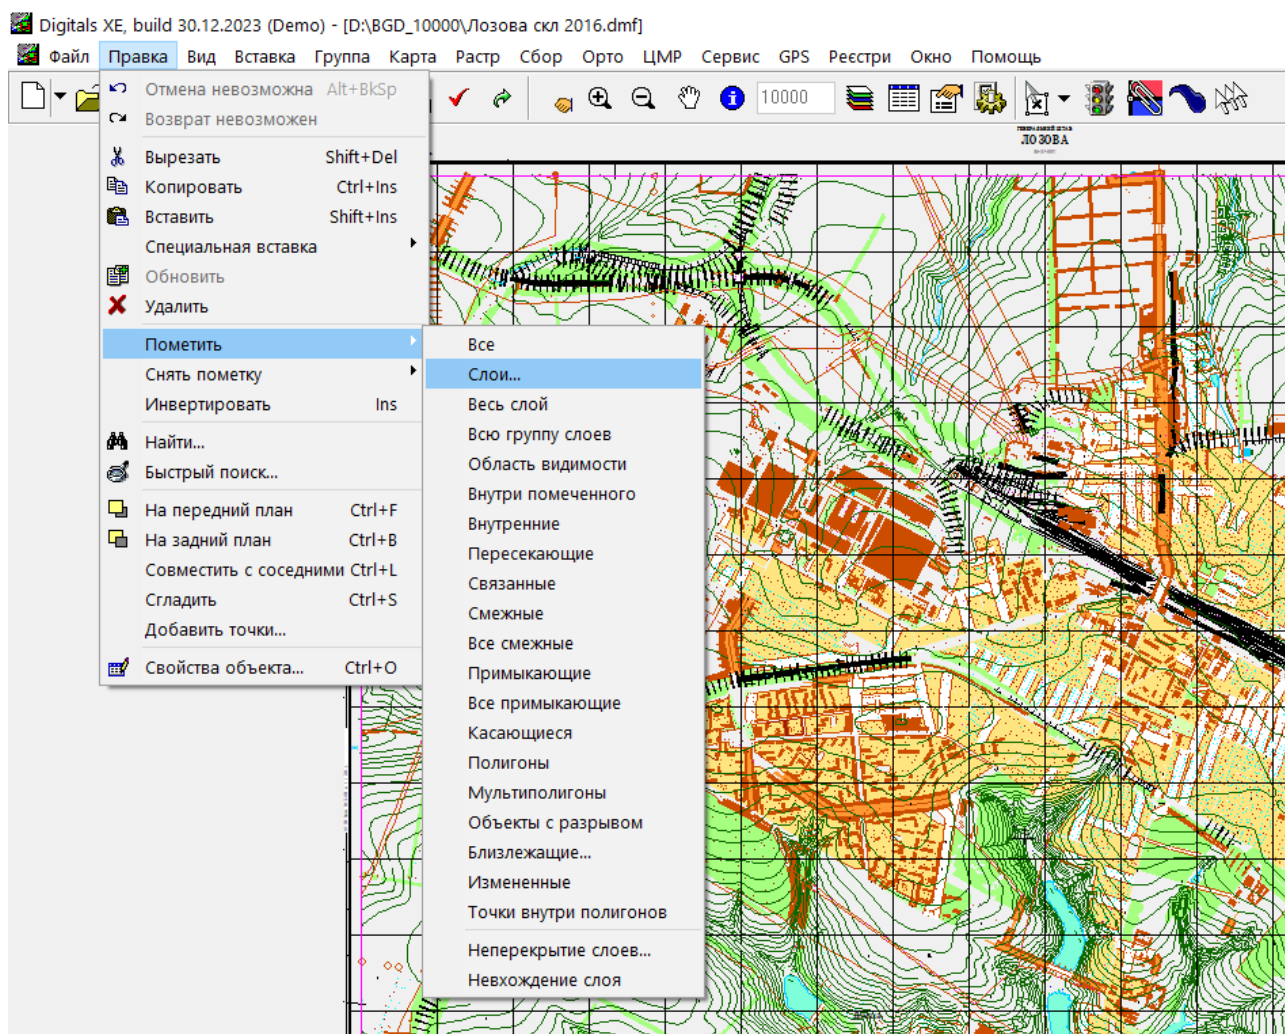 Digitals XE, build 30.12.2023 (Demo) - [D:\BGD_10000\Лозова скл 2016.dmf]
Файл Правка Вид Вставка Группа Карта Растр Сбор Орто ЦМР Сервис GPS Реєстри Окно Помощь
10000
Отмена невозможна Alt+BkSp
Возврат невозможен
Вырезать Shift+Del
Копировать Ctrl+Ins
Вставить Shift+Ins
Специальная вставка
Обновить
Удалить
Пометить
Снять пометку
Инвертировать Ins
Найти...
Быстрый поиск...
На передний план Ctrl+F
На задний план Ctrl+B
Совместить с соседними Ctrl+L
Сгладить Ctrl+S
Добавить точки...
Свойства объекта... Ctrl+O
Все
Слои...
Весь слой
Всю группу слоев
Область видимости
Внутри помеченного
Внутренние
Пересекающие
Связанные
Смежные
Все смежные
Примыкающие
Все примыкающие
Касающиеся
Полигоны
Мультиполигоны
Объекты с разрывом
Близлежащие...
Измененные
Точки внутри полигонов
Неперекрытие слоев...
Невхождение слоя
ЛОЗОВА